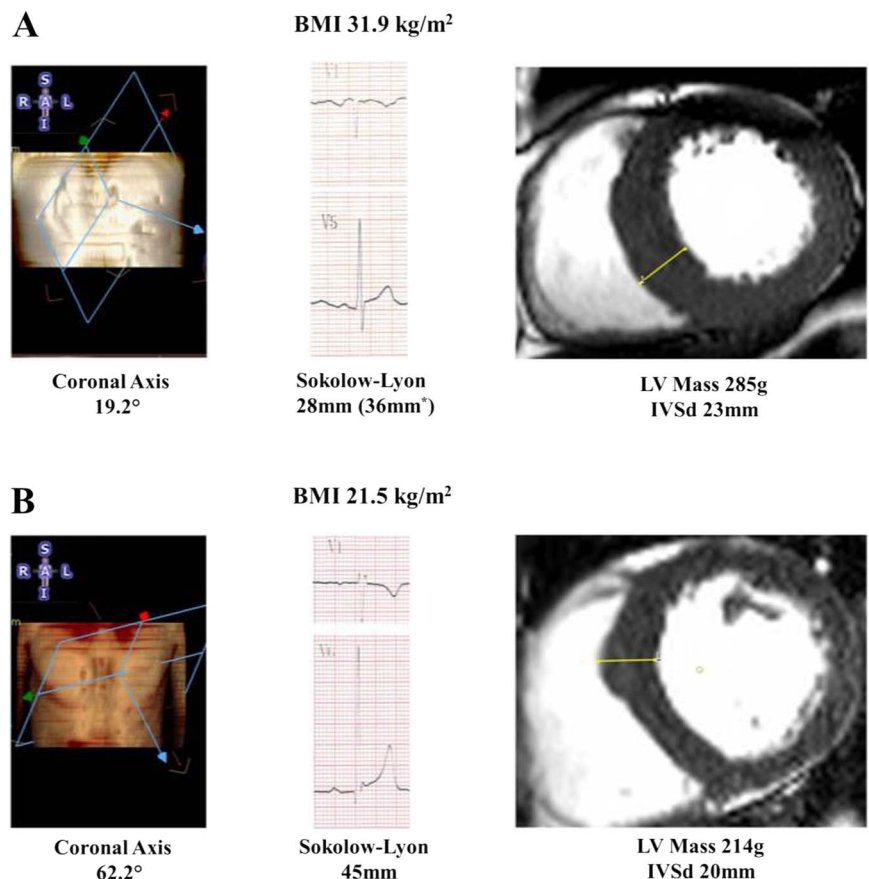 A
BMI 31.9 kg/m²
S
R A L
I
V1
V5
Coronal Axis
19.2°
Sokolow-Lyon
28mm (36mm*)
LV Mass 285g
IVSd 23mm
B
BMI 21.5 kg/m²
S
R A L
I
V1
Coronal Axis
62.2°
Sokolow-Lyon
45mm
LV Mass 214g
IVSd 20mm